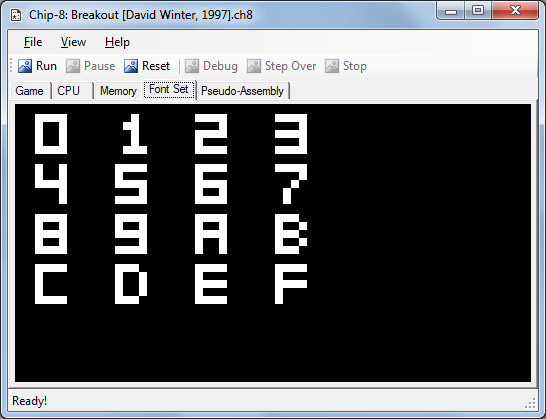 Chip-8: Breakout [David Winter, 1997].ch8
File View Help
Run Pause Reset Debug Step Over Stop
Game CPU Memory Font Set Pseudo-Assembly
0 1 2 3
4 5 6 7
8 9 A B
C D E F
Ready!